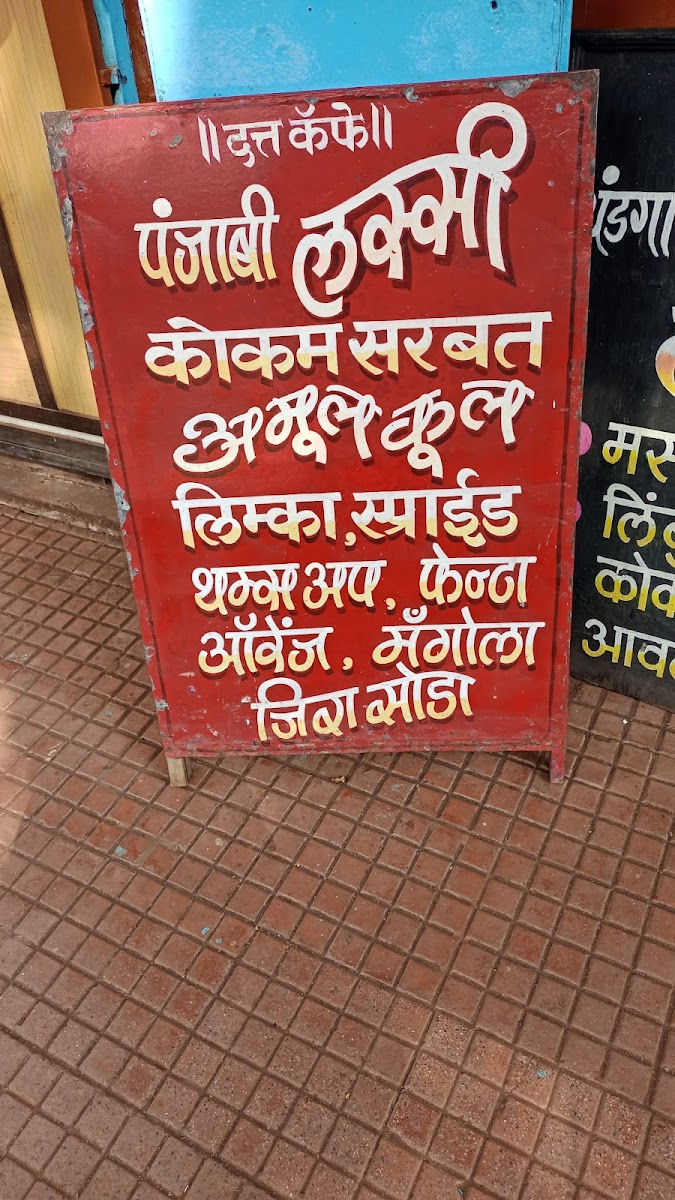 ॥ दत्त कॅफे ॥
पंजाबी लस्सी
कोकम सरबत
अमूल कूल
लिम्का, स्प्राईड
थम्स अप, फेन्टा
ऑरेंज, मँगोला
जिरा सोडा